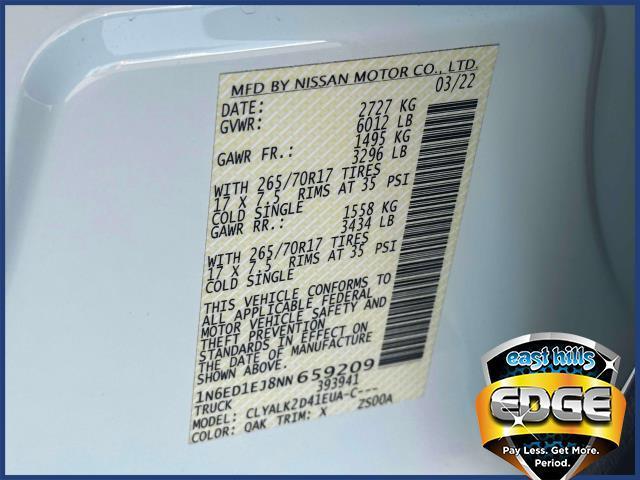 MFD BY NISSAN MOTOR CO., LTD.
DATE: 03/22
GVWR: 2727 KG
6012 LB
GAWR FR.: 1495 KG
3296 LB
WITH 265/70R17 TIRES
17 X 7.5 RIMS AT 35 PSI
COLD SINGLE
GAWR RR.: 1558 KG
3434 LB
WITH 265/70R17 TIRES
17 X 7.5 RIMS AT 35 PSI
COLD SINGLE
THIS VEHICLE CONFORMS TO
ALL APPLICABLE FEDERAL
MOTOR VEHICLE SAFETY AND
THEFT PREVENTION
STANDARDS IN EFFECT ON
THE DATE OF MANUFACTURE
SHOWN ABOVE
1N6ED1EJ8NN659209
TRUCK 393941
MODEL: CLYALK2D41EUA-C---
COLOR: QAK TRIM: X ZS00A
east hills
EDGE
Pay Less. Get More.
Period.